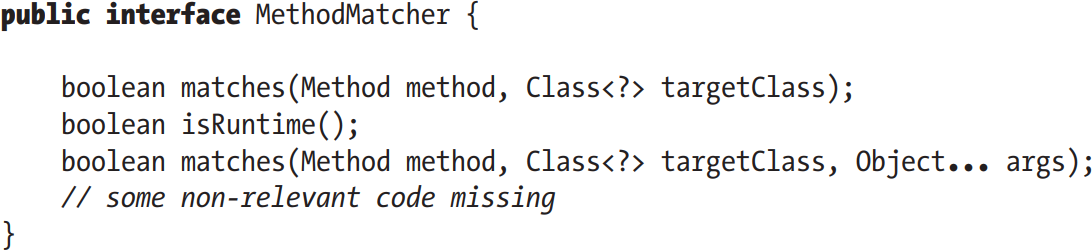 public interface MethodMatcher {
    boolean matches(Method method, Class<?> targetClass);
    boolean isRuntime();
    boolean matches(Method method, Class<?> targetClass, Object... args);
    // some non-relevant code missing
}